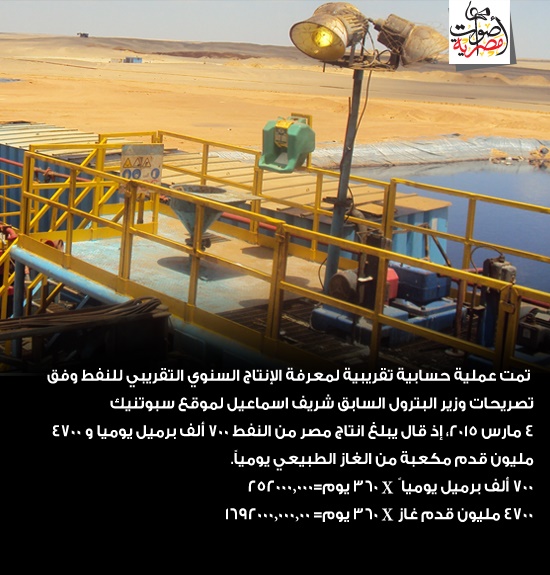 أصوات
مصرية
تمت عملية حسابية تقريبية لمعرفة الإنتاج السنوي التقريبي للنفط وفق
تصريحات وزير البترول السابق شريف اسماعيل لموقع سبوتنيك
٤ مارس ٢٠١٥، إذ قال يبلغ انتاج مصر من النفط ٧٠٠ ألف برميل يوميا و ٤٧٠٠
مليون قدم مكعبة من الغاز الطبيعي يومياً.
٧٠٠ ألف برميل يومياً X ٣٦٠ يوم=٢٥٢٠٠٠,٠٠٠
٤٧٠٠ مليون قدم غاز X ٣٦٠ يوم= ١٦٩٢٠٠٠,٠٠٠,٠٠